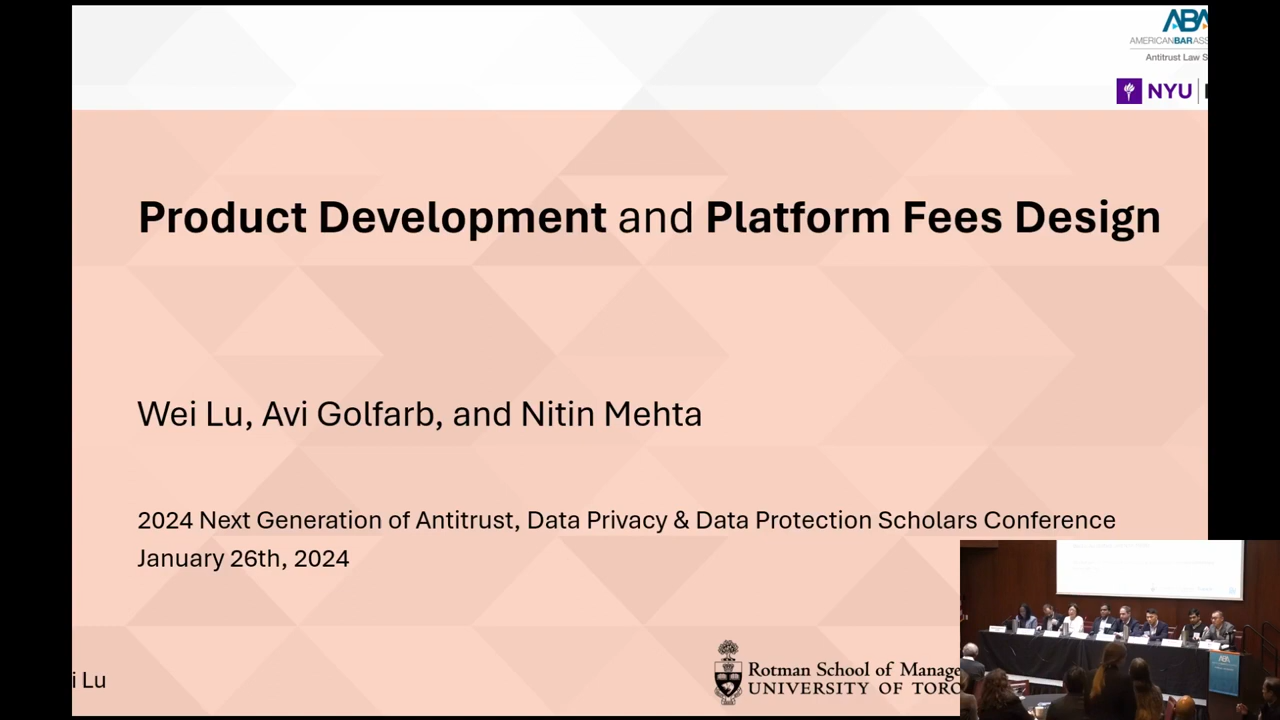 ABA
AMERICANBARASS
Antitrust Law S
NYU
Product Development and Platform Fees Design
Wei Lu, Avi Golfarb, and Nitin Mehta
2024 Next Generation of Antitrust, Data Privacy & Data Protection Scholars Conference
January 26th, 2024
i Lu
Rotman School of Manage
UNIVERSITY OF TORO
ABA